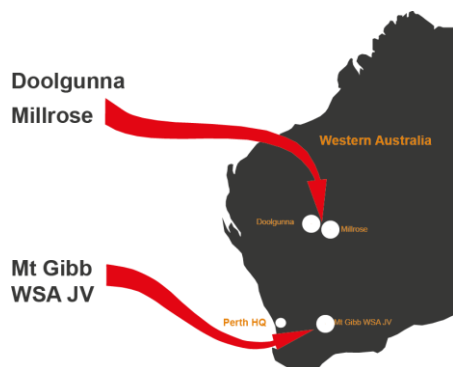 Doolgunna
Millrose
Western Australia
Doolgunna
Millrose
Mt Gibb
WSA JV
Perth HQ
Mt Gibb WSA JV